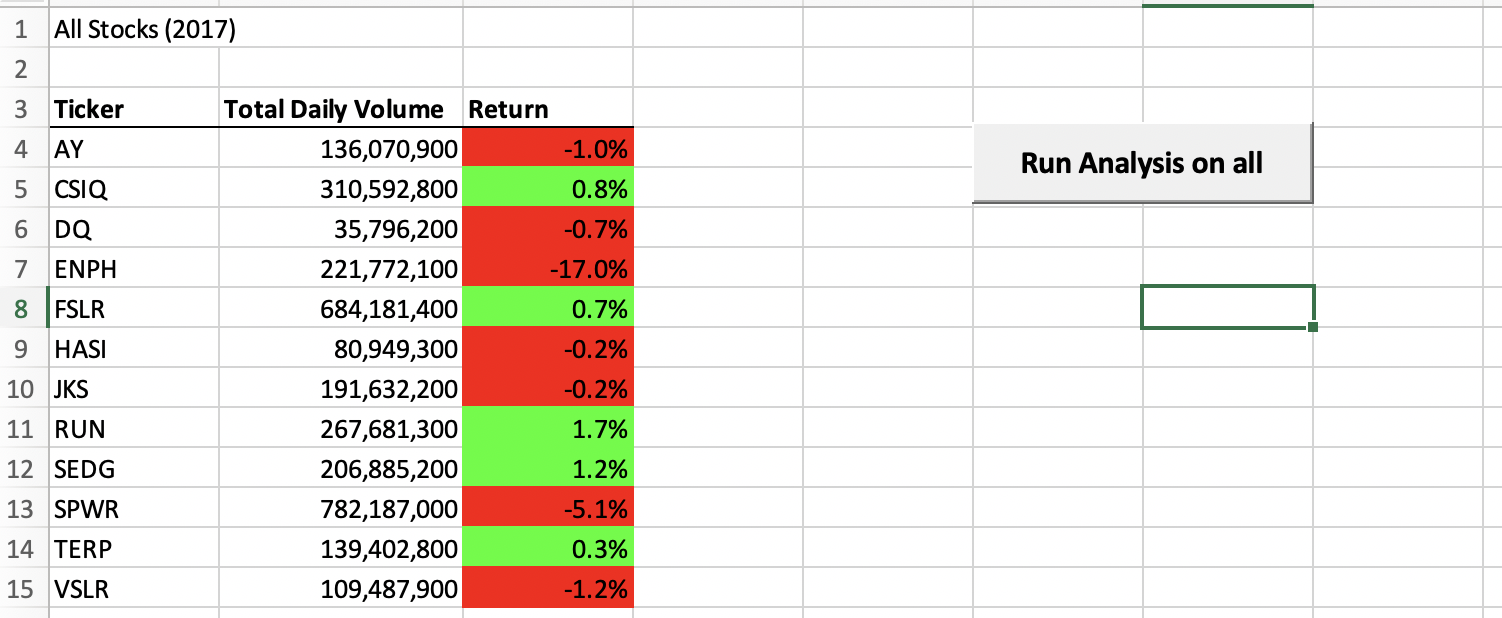 1 All Stocks (2017)
2
3 Ticker Total Daily Volume Return
4 AY 136,070,900 -1.0%
5 CSIQ 310,592,800 0.8%
6 DQ 35,796,200 -0.7%
7 ENPH 221,772,100 -17.0%
8 FSLR 684,181,400 0.7%
9 HASI 80,949,300 -0.2%
10 JKS 191,632,200 -0.2%
11 RUN 267,681,300 1.7%
12 SEDG 206,885,200 1.2%
13 SPWR 782,187,000 -5.1%
14 TERP 139,402,800 0.3%
15 VSLR 109,487,900 -1.2%
Run Analysis on all